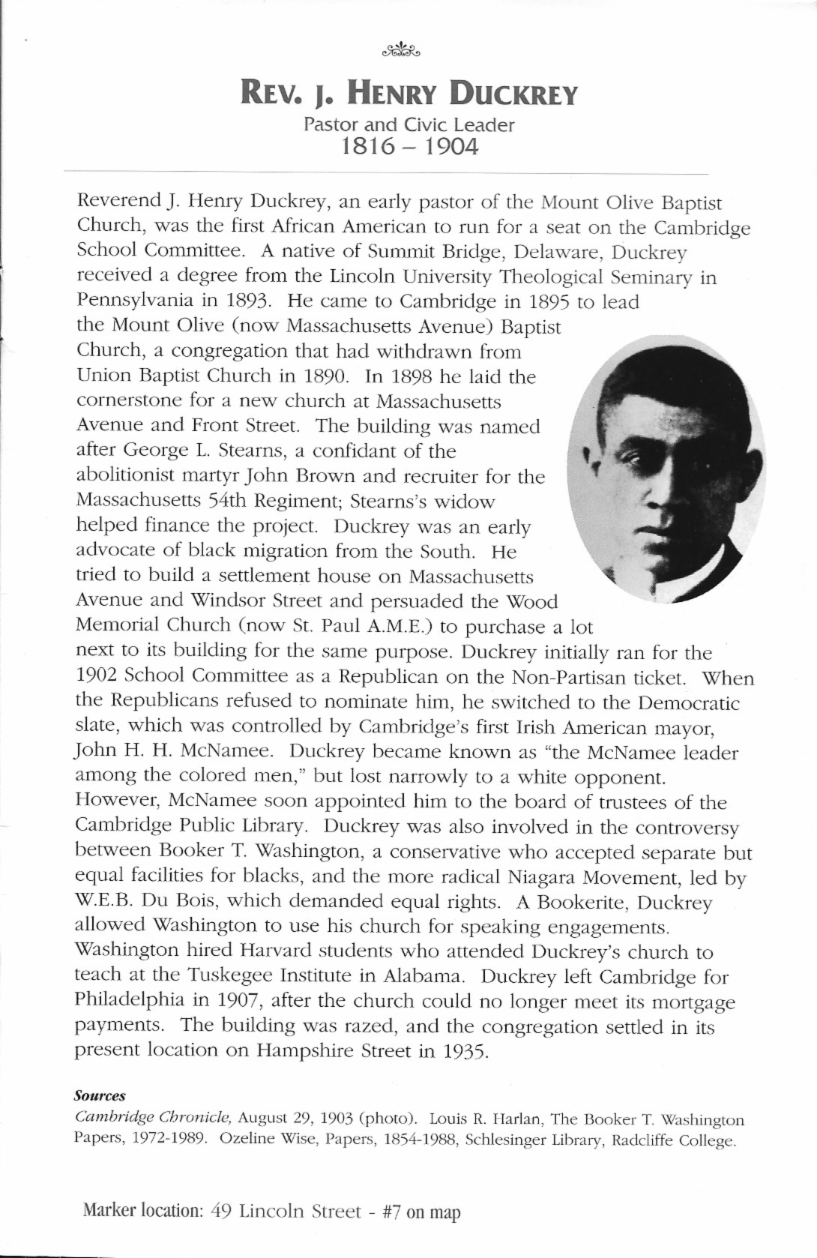 REV. J. HENRY DUCKREY
Pastor and Civic Leader
1816 – 1904
Reverend J. Henry Duckrey, an early pastor of the Mount Olive Baptist
Church, was the first African American to run for a seat on the Cambridge
School Committee. A native of Summit Bridge, Delaware, Duckrey
received a degree from the Lincoln University Theological Seminary in
Pennsylvania in 1893. He came to Cambridge in 1895 to lead
the Mount Olive (now Massachusetts Avenue) Baptist
Church, a congregation that had withdrawn from
Union Baptist Church in 1890. In 1898 he laid the
cornerstone for a new church at Massachusetts
Avenue and Front Street. The building was named
after George L. Stearns, a confidant of the
abolitionist martyr John Brown and recruiter for the
Massachusetts 54th Regiment; Stearns's widow
helped finance the project. Duckrey was an early
advocate of black migration from the South. He
tried to build a settlement house on Massachusetts
Avenue and Windsor Street and persuaded the Wood
Memorial Church (now St. Paul A.M.E.) to purchase a lot
next to its building for the same purpose. Duckrey initially ran for the
1902 School Committee as a Republican on the Non-Partisan ticket. When
the Republicans refused to nominate him, he switched to the Democratic
slate, which was controlled by Cambridge's first Irish American mayor,
John H. H. McNamee. Duckrey became known as "the McNamee leader
among the colored men," but lost narrowly to a white opponent.
However, McNamee soon appointed him to the board of trustees of the
Cambridge Public Library. Duckrey was also involved in the controversy
between Booker T. Washington, a conservative who accepted separate but
equal facilities for blacks, and the more radical Niagara Movement, led by
W.E.B. Du Bois, which demanded equal rights. A Bookerite, Duckrey
allowed Washington to use his church for speaking engagements.
Washington hired Harvard students who attended Duckrey's church to
teach at the Tuskegee Institute in Alabama. Duckrey left Cambridge for
Philadelphia in 1907, after the church could no longer meet its mortgage
payments. The building was razed, and the congregation settled in its
present location on Hampshire Street in 1935.
Sources
Cambridge Chronicle, August 29, 1903 (photo). Louis R. Harlan, The Booker T. Washington
Papers, 1972-1989. Ozeline Wise, Papers, 1854-1988, Schlesinger Library, Radcliffe College.
Marker location: 49 Lincoln Street - #7 on map